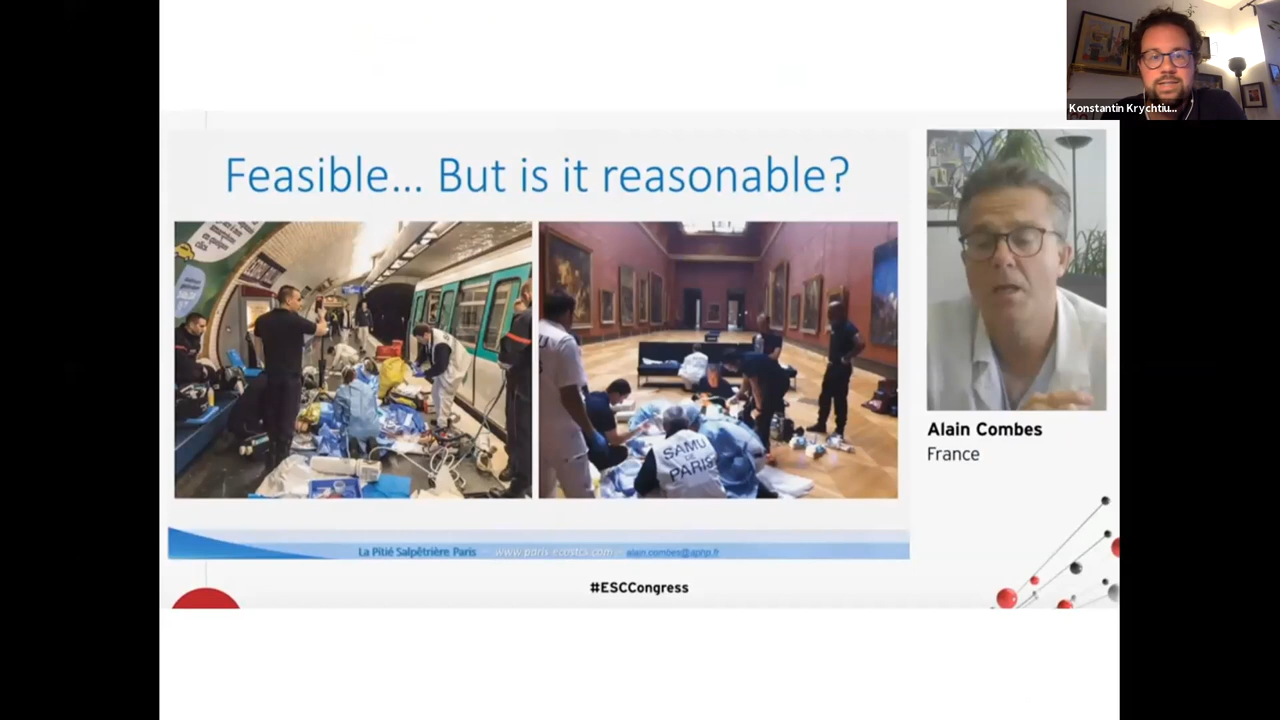 Konstantin Krychtiu...
Feasible... But is it reasonable?
SAMU
DE
PARIS
Alain Combes
France
La Pitié Salpêtrière Paris – www.paris-ecostcs.com – alain.combes@aphp.fr
#ESCCongress